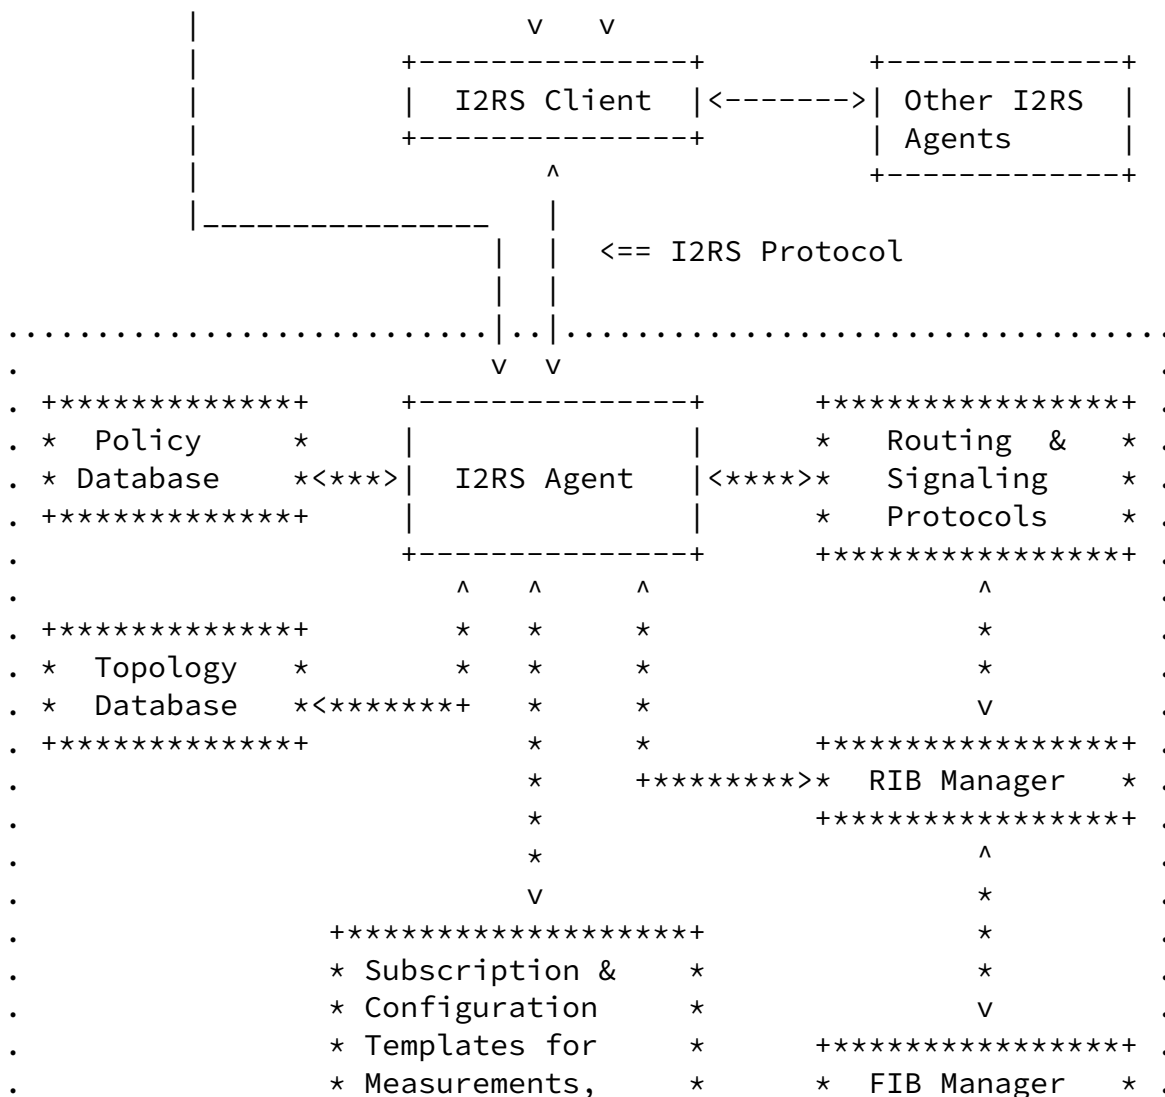 |                  v   v
                |           +---------------+         +-------------+
                |           |  I2RS Client  |<------->| Other I2RS  |
                |           +---------------+         | Agents      |
                |                   ^                 +-------------+
                |________________   |
                                 |  |  <== I2RS Protocol
                                 |  |
...........................|..|..................................
.                           v  v                                 .
. +*************+     +---------------+      +****************+ .
. *  Policy     *     |               |      *   Routing  &   * .
. * Database    *<***>|  I2RS Agent   |<****>*   Signaling    * .
. +*************+     |               |      *   Protocols    * .
.                     +---------------+      +****************+ .
.                        ^   ^     ^                  ^         .
. +*************+        *   *     *                  *         .
. *  Topology   *        *   *     *                  *         .
. *  Database   *<*******+   *     *                  v         .
. +*************+            *     *         +****************+ .
.                            *     +********>*  RIB Manager   * .
.                            *               +****************+ .
.                            *                        ^         .
.                            v                        *         .
.                 +*******************+               *         .
.                 * Subscription &    *               *         .
.                 * Configuration     *               v         .
.                 * Templates for     *      +****************+ .
.                 * Measurements,     *      *  FIB Manager   * .